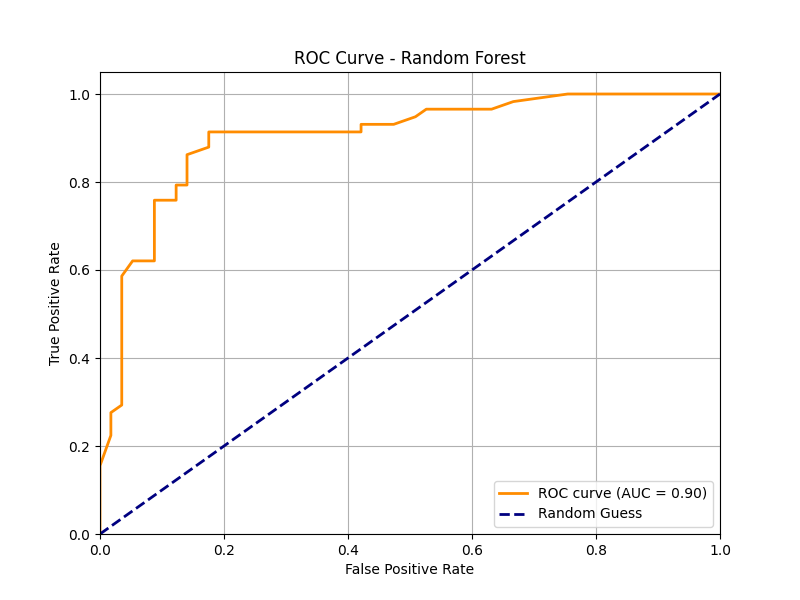 ROC Curve - Random Forest
True Positive Rate
1.0
0.8
0.6
0.4
0.2
0.0
ROC curve (AUC = 0.90)
Random Guess
0.0 0.2 0.4 0.6 0.8 1.0
False Positive Rate